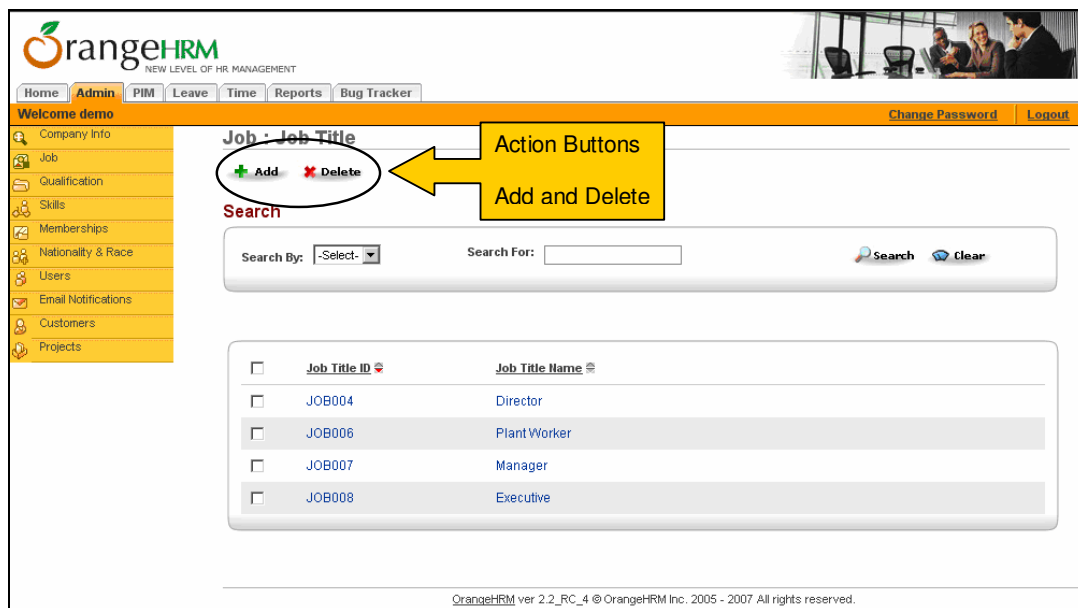 OrangeHRM
NEW LEVEL OF HR MANAGEMENT
Home Admin PIM Leave Time Reports Bug Tracker
Welcome demo Change Password Logout
Company Info
Job
Qualification
Skills
Memberships
Nationality & Race
Users
Email Notifications
Customers
Projects
Job : Job Title
Add Delete
Action Buttons
Add and Delete
Search
Search By: -Select- Search For: Search Clear
Job Title ID Job Title Name
JOB004 Director
JOB006 Plant Worker
JOB007 Manager
JOB008 Executive
OrangeHRM ver 2.2_RC_4 © OrangeHRM Inc. 2005 - 2007 All rights reserved.